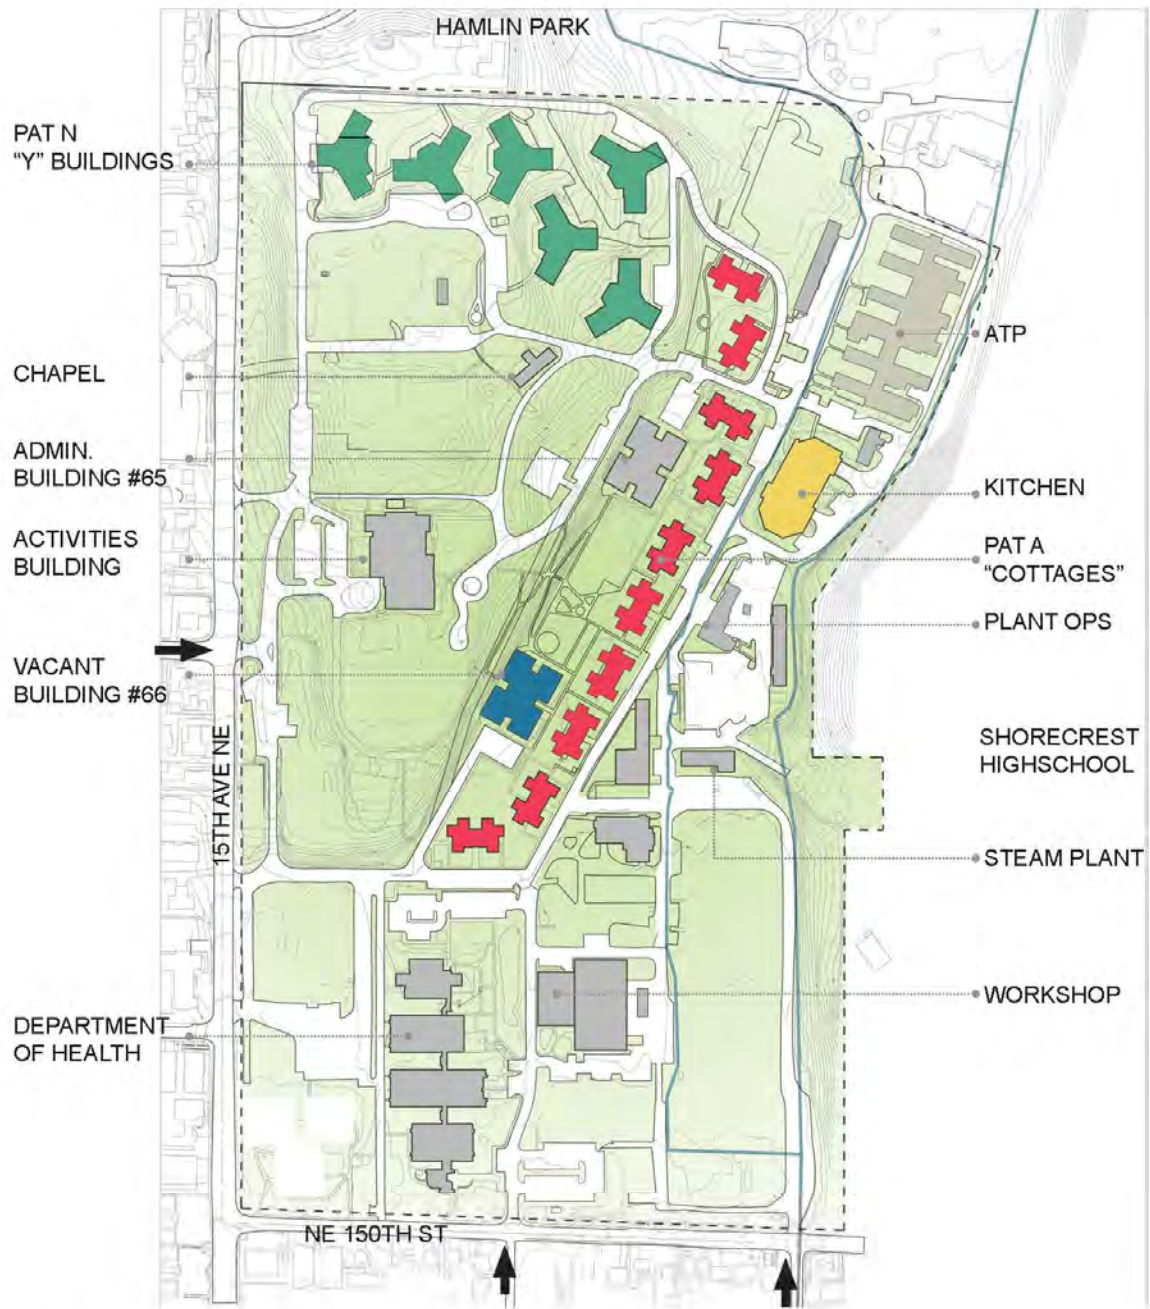 HAMLIN PARK
PAT N
"Y" BUILDINGS
CHAPEL
ADMIN.
BUILDING #65
ACTIVITIES
BUILDING
VACANT
BUILDING #66
15TH AVE NE
DEPARTMENT
OF HEALTH
ATP
KITCHEN
PAT A
"COTTAGES"
PLANT OPS
SHORECREST
HIGHSCHOOL
STEAM PLANT
WORKSHOP
NE 150TH ST